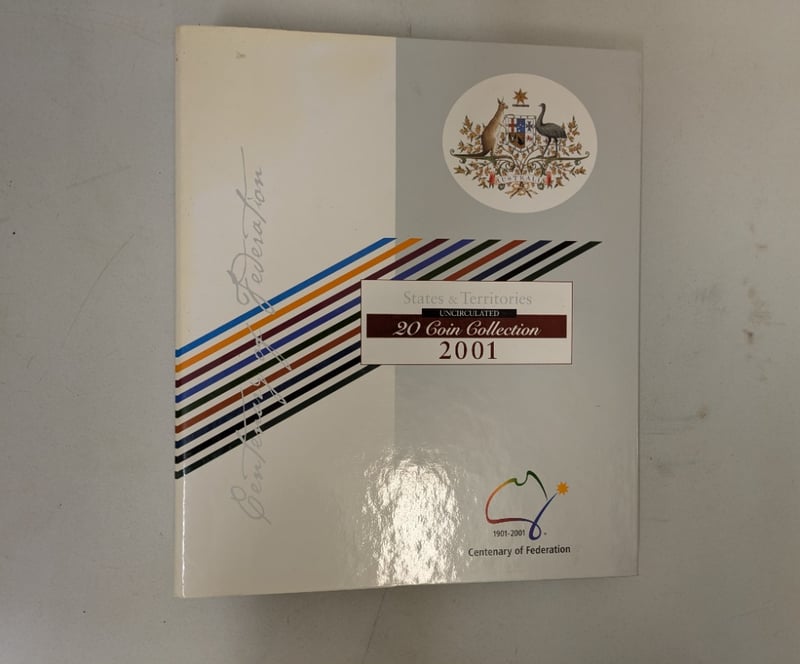 Centenary of Federation
AUSTRALIA
States & Territories
UNCIRCULATED
20 Coin Collection
2001
1901-2001
Centenary of Federation